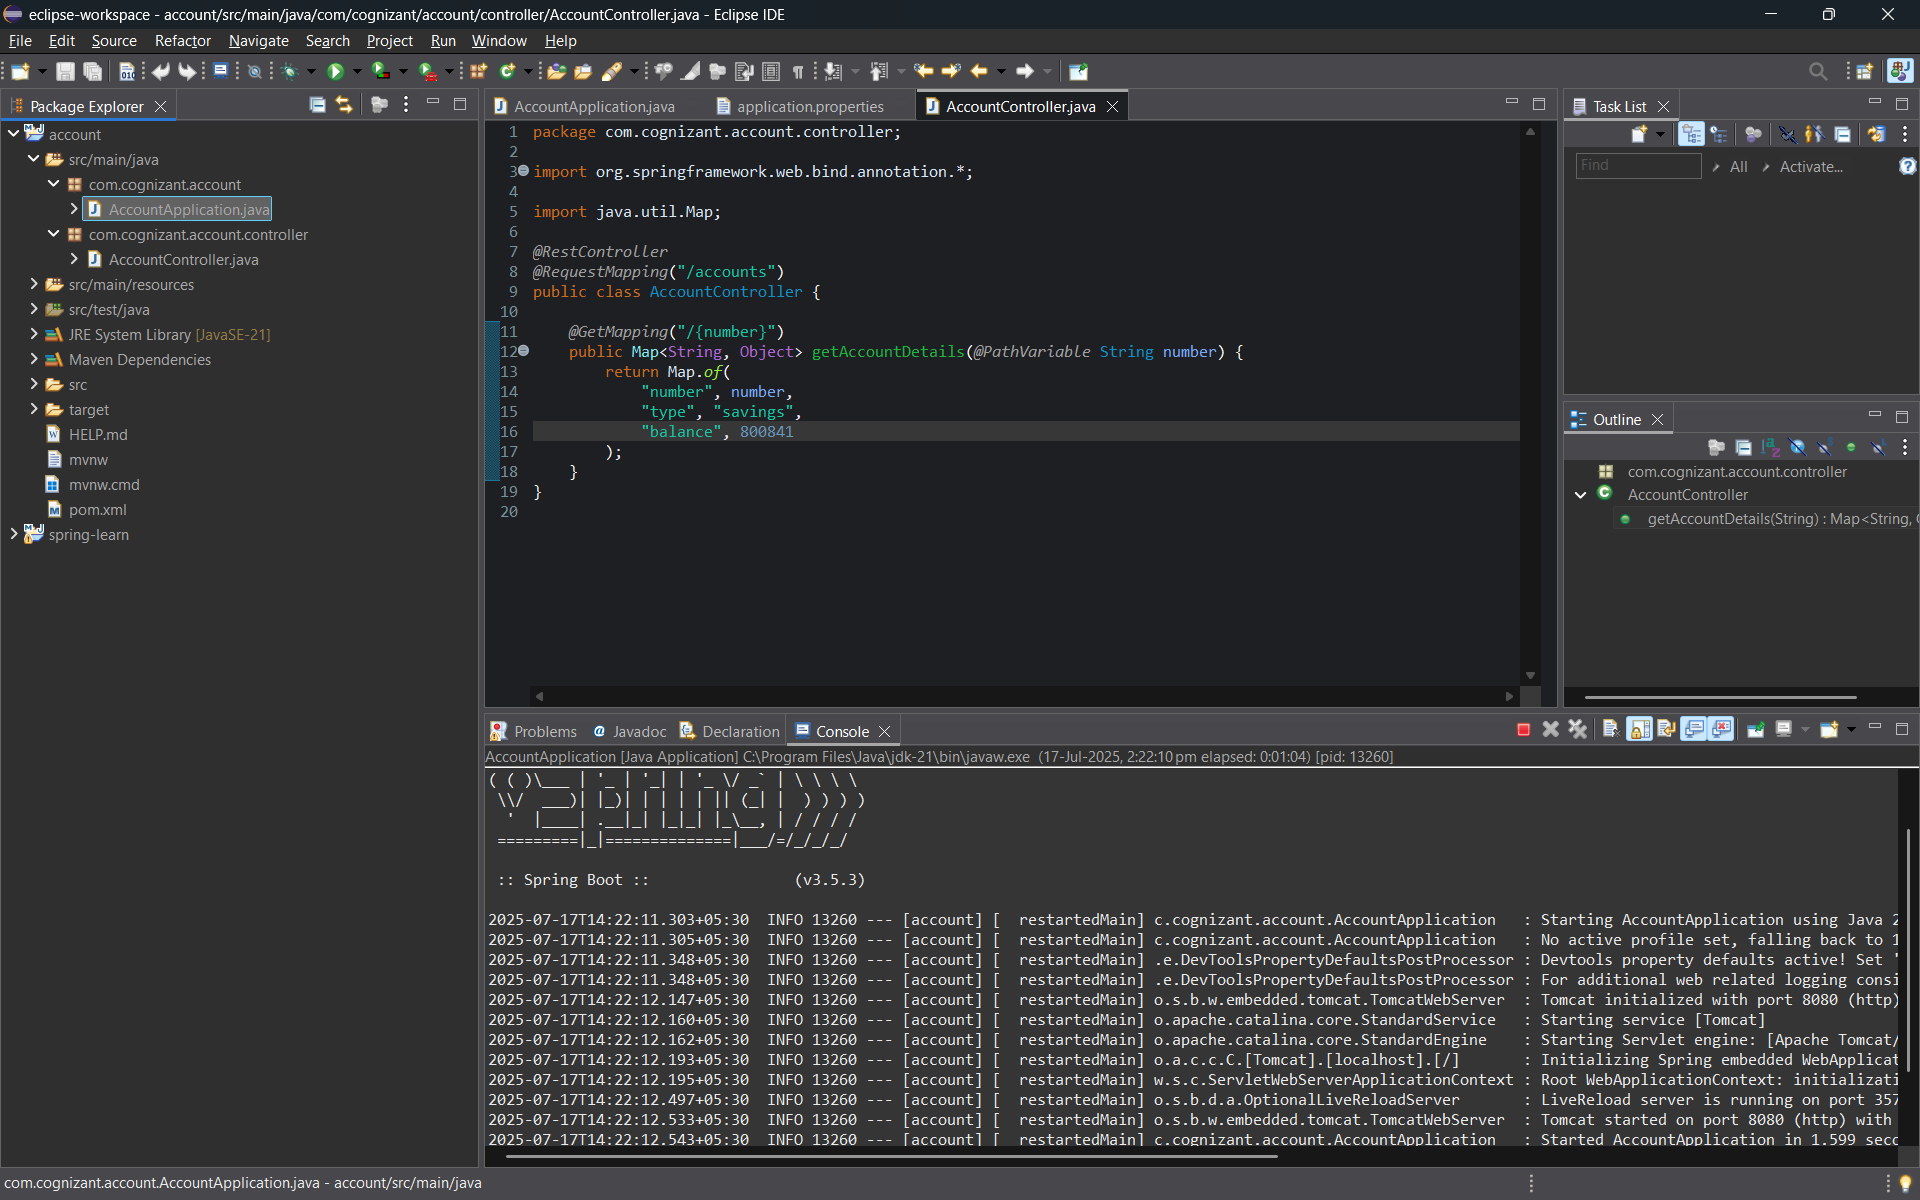 eclipse-workspace - account/src/main/java/com/cognizant/account/controller/AccountController.java - Eclipse IDE
File Edit Source Refactor Navigate Search Project Run Window Help
Package Explorer
account
src/main/java
com.cognizant.account
AccountApplication.java
com.cognizant.account.controller
AccountController.java
src/main/resources
src/test/java
JRE System Library [JavaSE-21]
Maven Dependencies
src
target
HELP.md
mvnw
mvnw.cmd
pom.xml
spring-learn
AccountApplication.java application.properties AccountController.java
1 package com.cognizant.account.controller;
2
3 import org.springframework.web.bind.annotation.*;
4
5 import java.util.Map;
6
7 @RestController
8 @RequestMapping("/accounts")
9 public class AccountController {
10
11 @GetMapping("/{number}")
12 public Map<String, Object> getAccountDetails(@PathVariable String number) {
13 return Map.of(
14 "number", number,
15 "type", "savings",
16 "balance", 800841
17 );
18 }
19 }
20
Task List
Find All Activate...
Outline
com.cognizant.account.controller
AccountController
getAccountDetails(String) : Map<String,
Problems Javadoc Declaration Console
AccountApplication [Java Application] C:\Program Files\Java\jdk-21\bin\javaw.exe (17-Jul-2025, 2:22:10 pm elapsed: 0:01:04) [pid: 13260]
( ( )\___ | '_ | '_| | '_ \/ _` | \ \ \ \
\\/ ___)| |_)| | | | | || (_| | ) ) ) )
' |____| .__|_| |_|_| |_\__, | / / / /
=========|_|==============|___/=/_/_/_/
:: Spring Boot :: (v3.5.3)
2025-07-17T14:22:11.303+05:30 INFO 13260 --- [account] [ restartedMain] c.cognizant.account.AccountApplication : Starting AccountApplication using Java 2
2025-07-17T14:22:11.305+05:30 INFO 13260 --- [account] [ restartedMain] c.cognizant.account.AccountApplication : No active profile set, falling back to 1
2025-07-17T14:22:11.348+05:30 INFO 13260 --- [account] [ restartedMain] .e.DevToolsPropertyDefaultsPostProcessor : Devtools property defaults active! Set '
2025-07-17T14:22:11.348+05:30 INFO 13260 --- [account] [ restartedMain] .e.DevToolsPropertyDefaultsPostProcessor : For additional web related logging consi
2025-07-17T14:22:12.147+05:30 INFO 13260 --- [account] [ restartedMain] o.s.b.w.embedded.tomcat.TomcatWebServer : Tomcat initialized with port 8080 (http)
2025-07-17T14:22:12.160+05:30 INFO 13260 --- [account] [ restartedMain] o.apache.catalina.core.StandardService : Starting service [Tomcat]
2025-07-17T14:22:12.162+05:30 INFO 13260 --- [account] [ restartedMain] o.apache.catalina.core.StandardEngine : Starting Servlet engine: [Apache Tomcat/
2025-07-17T14:22:12.193+05:30 INFO 13260 --- [account] [ restartedMain] o.a.c.c.C.[Tomcat].[localhost].[/] : Initializing Spring embedded WebApplicat
2025-07-17T14:22:12.195+05:30 INFO 13260 --- [account] [ restartedMain] w.s.c.ServletWebServerApplicationContext : Root WebApplicationContext: initializati
2025-07-17T14:22:12.497+05:30 INFO 13260 --- [account] [ restartedMain] o.s.b.d.a.OptionalLiveReloadServer : LiveReload server is running on port 357
2025-07-17T14:22:12.533+05:30 INFO 13260 --- [account] [ restartedMain] o.s.b.w.embedded.tomcat.TomcatWebServer : Tomcat started on port 8080 (http) with
2025-07-17T14:22:12.543+05:30 INFO 13260 --- [account] [ restartedMain] c.cognizant.account.AccountApplication : Started AccountApplication in 1.599 secc
com.cognizant.account.AccountApplication.java - account/src/main/java